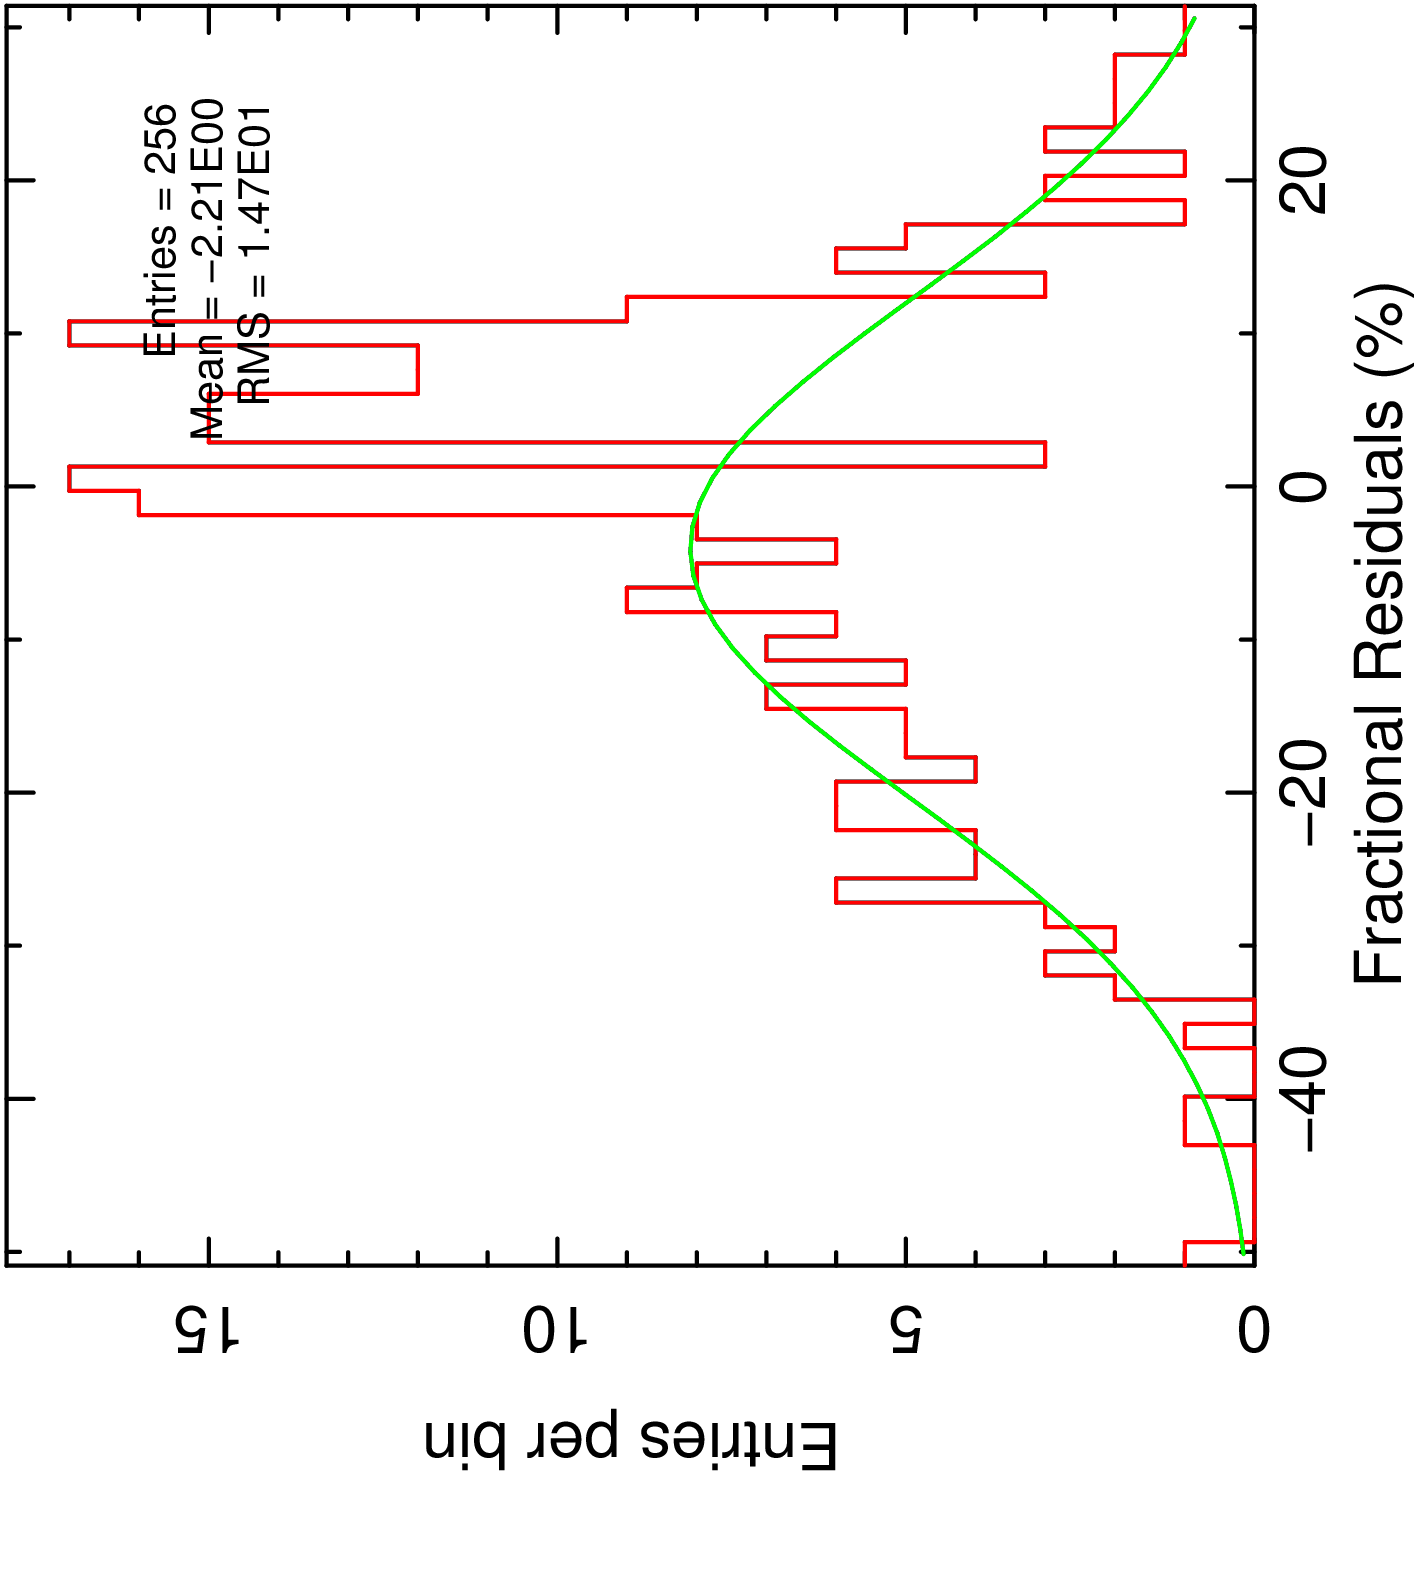 Entries = 256
Mean = −2.21E00
RMS = 1.47E01
Entries per bin
15
10
5
0
−40
−20
0
20
Fractional Residuals (%)